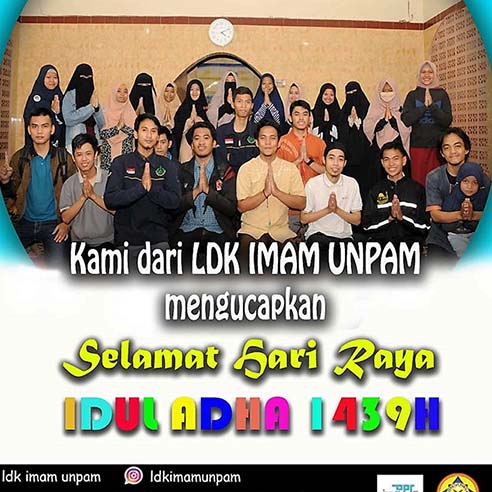 Kami dari LDK IMAM UNPAM
mengucapkan
Selamat Hari Raya
IDUL ADHA 1439H
ldk imam unpam
ldkimamunpam